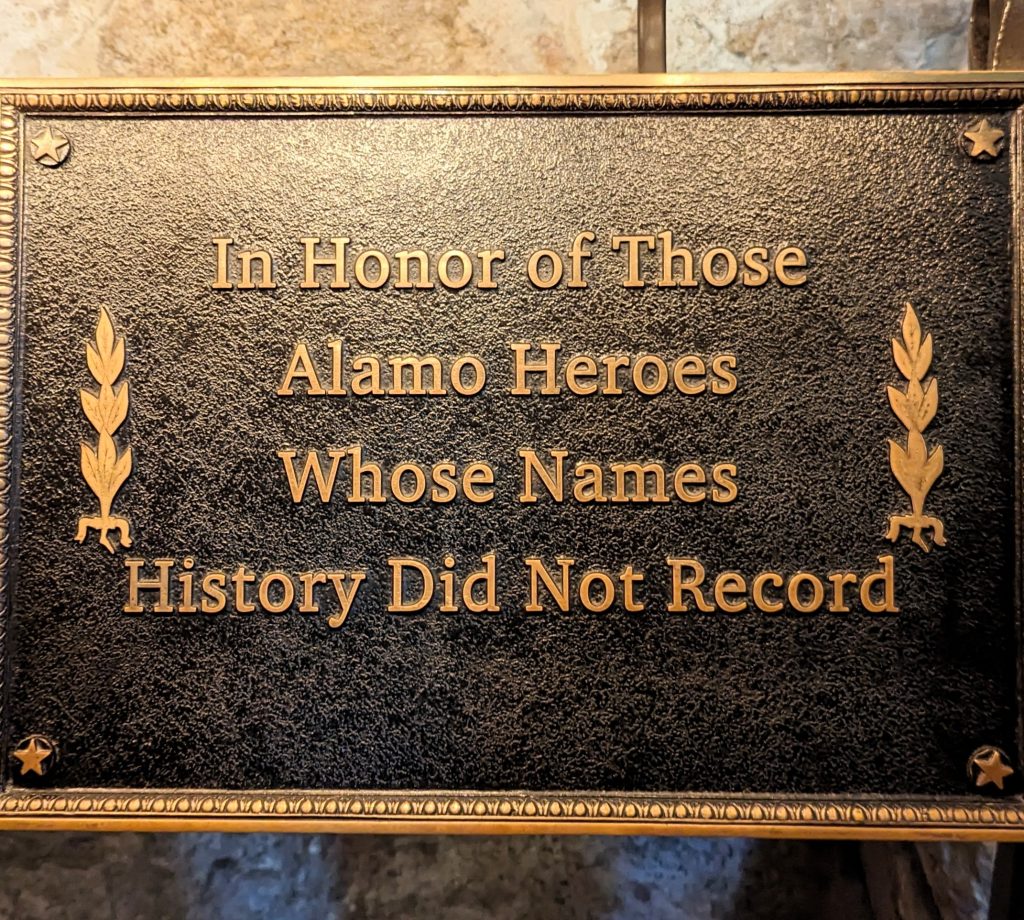 In Honor of Those
Alamo Heroes
Whose Names
History Did Not Record